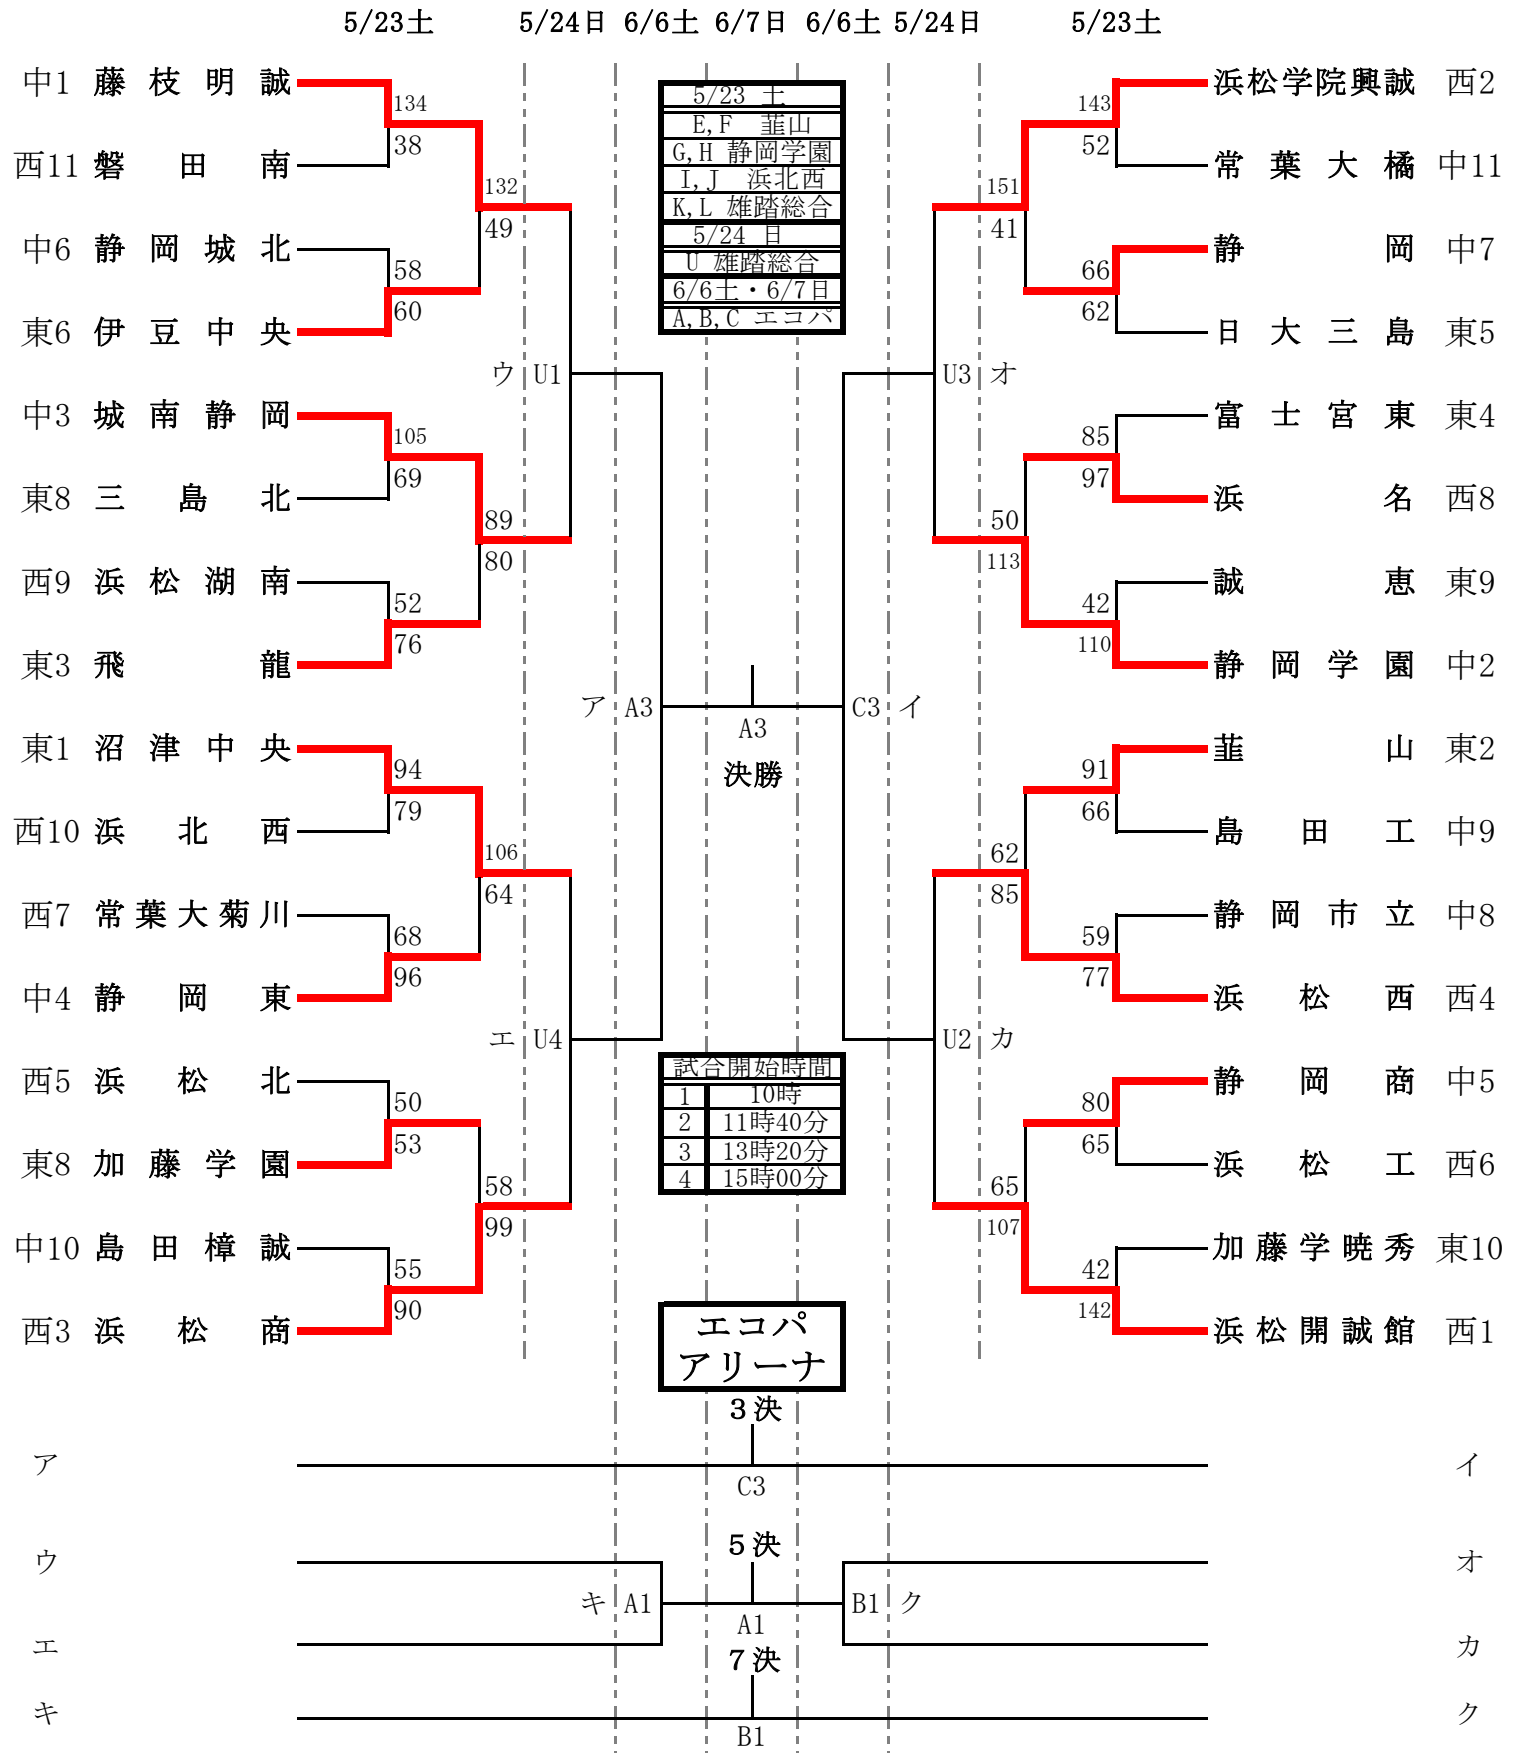 5/23土 5/24日 6/6土 6/7日 6/6土 5/24日 5/23土
中1 藤枝明誠
134
38
西11 磐田南
132
49
中6 静岡城北
58
60
東6 伊豆中央
ウ U1
中3 城南静岡
105
69
東8 三島北
89
80
西9 浜松湖南
52
76
東3 飛龍
ア A3
東1 沼津中央
94
79
西10 浜北西
106
64
西7 常葉大菊川
68
96
中4 静岡東
エ U4
西5 浜松北
50
53
東8 加藤学園
58
99
中10 島田樟誠
55
90
西3 浜松商
5/23 土
E,F 韮山
G,H 静岡学園
I,J 浜北西
K,L 雄踏総合
5/24 日
U 雄踏総合
6/6土・6/7日
A,B,C エコパ
A3
決勝
試合開始時間
1 10時
2 11時40分
3 13時20分
4 15時00分
エコパ
アリーナ
浜松学院興誠 西2
143
52
常葉大橘 中11
151
41
静岡 中7
66
62
日大三島 東5
U3 オ
富士宮東 東4
85
97
浜名 西8
50
113
誠恵 東9
42
110
静岡学園 中2
C3 イ
韮山 東2
91
66
島田工 中9
62
85
静岡市立 中8
59
77
浜松西 西4
U2 カ
静岡商 中5
80
65
浜松工 西6
65
107
加藤学暁秀 東10
42
142
浜松開誠館 西1
3決
ア イ
C3
5決
ウ オ
キ A1 B1 ク
A1
エ カ
7決
キ ク
B1